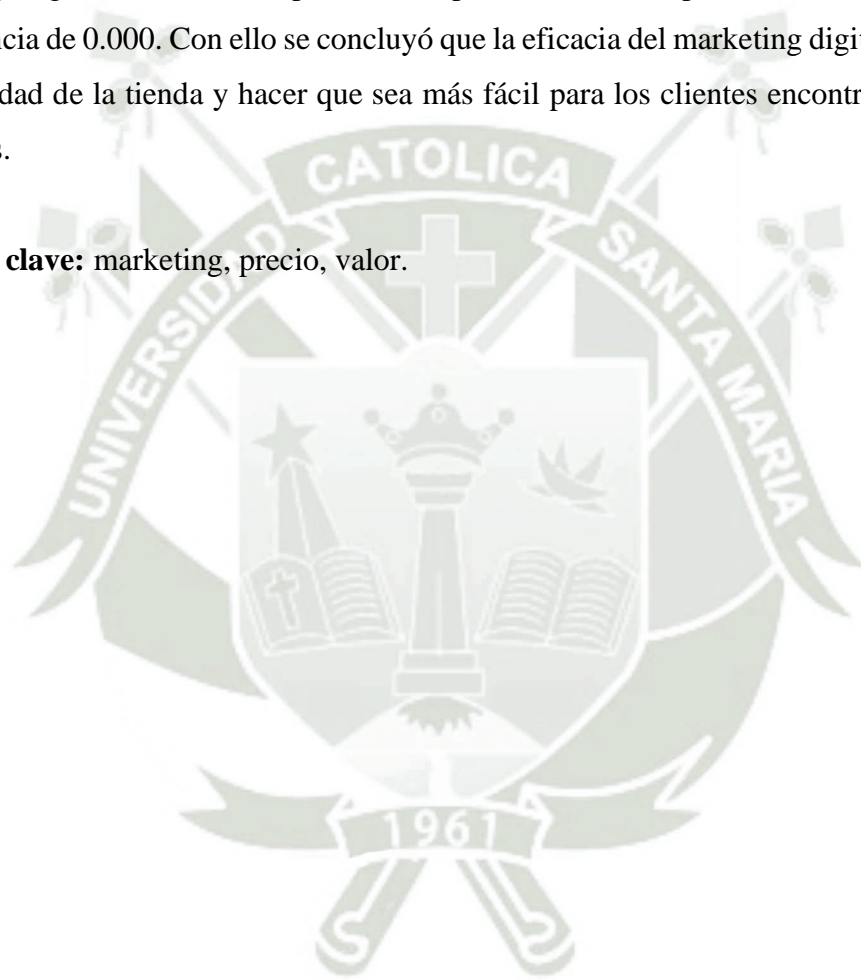 ncia de 0.000. Con ello se concluyó que la eficacia del marketing digit
dad de la tienda y hacer que sea más fácil para los clientes encontr
s.
clave: marketing, precio, valor.
UNIVERSIDAD CATOLICA SANTA MARIA
1961